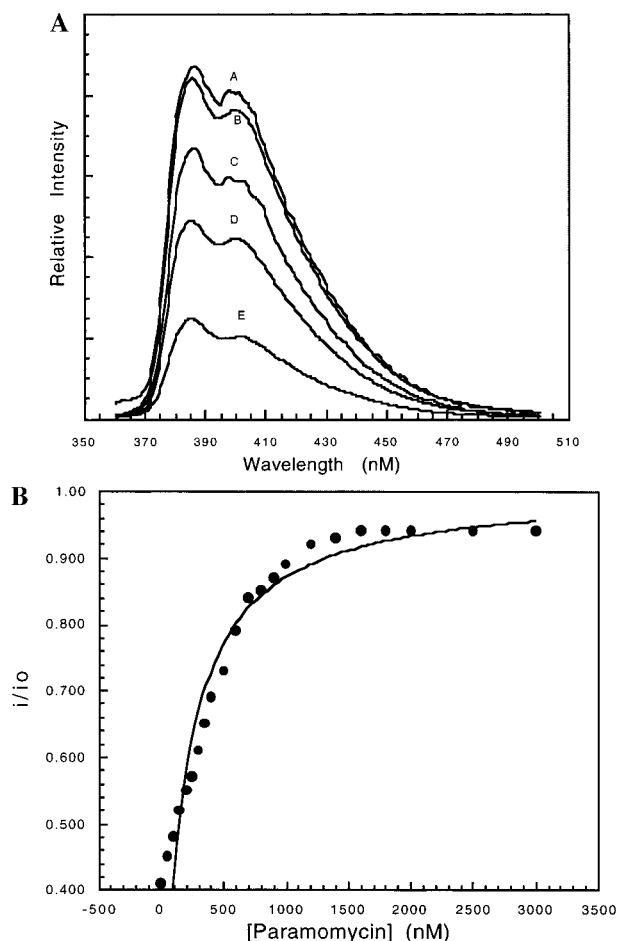 A
Relative Intensity
A
B
C
D
E
350 370 390 410 430 450 470 490 510
Wavelength (nM)
B
i/io
1.00
0.900
0.800
0.700
0.600
0.500
0.400
-500 0 500 1000 1500 2000 2500 3000 3500
[Paramomycin] (nM)